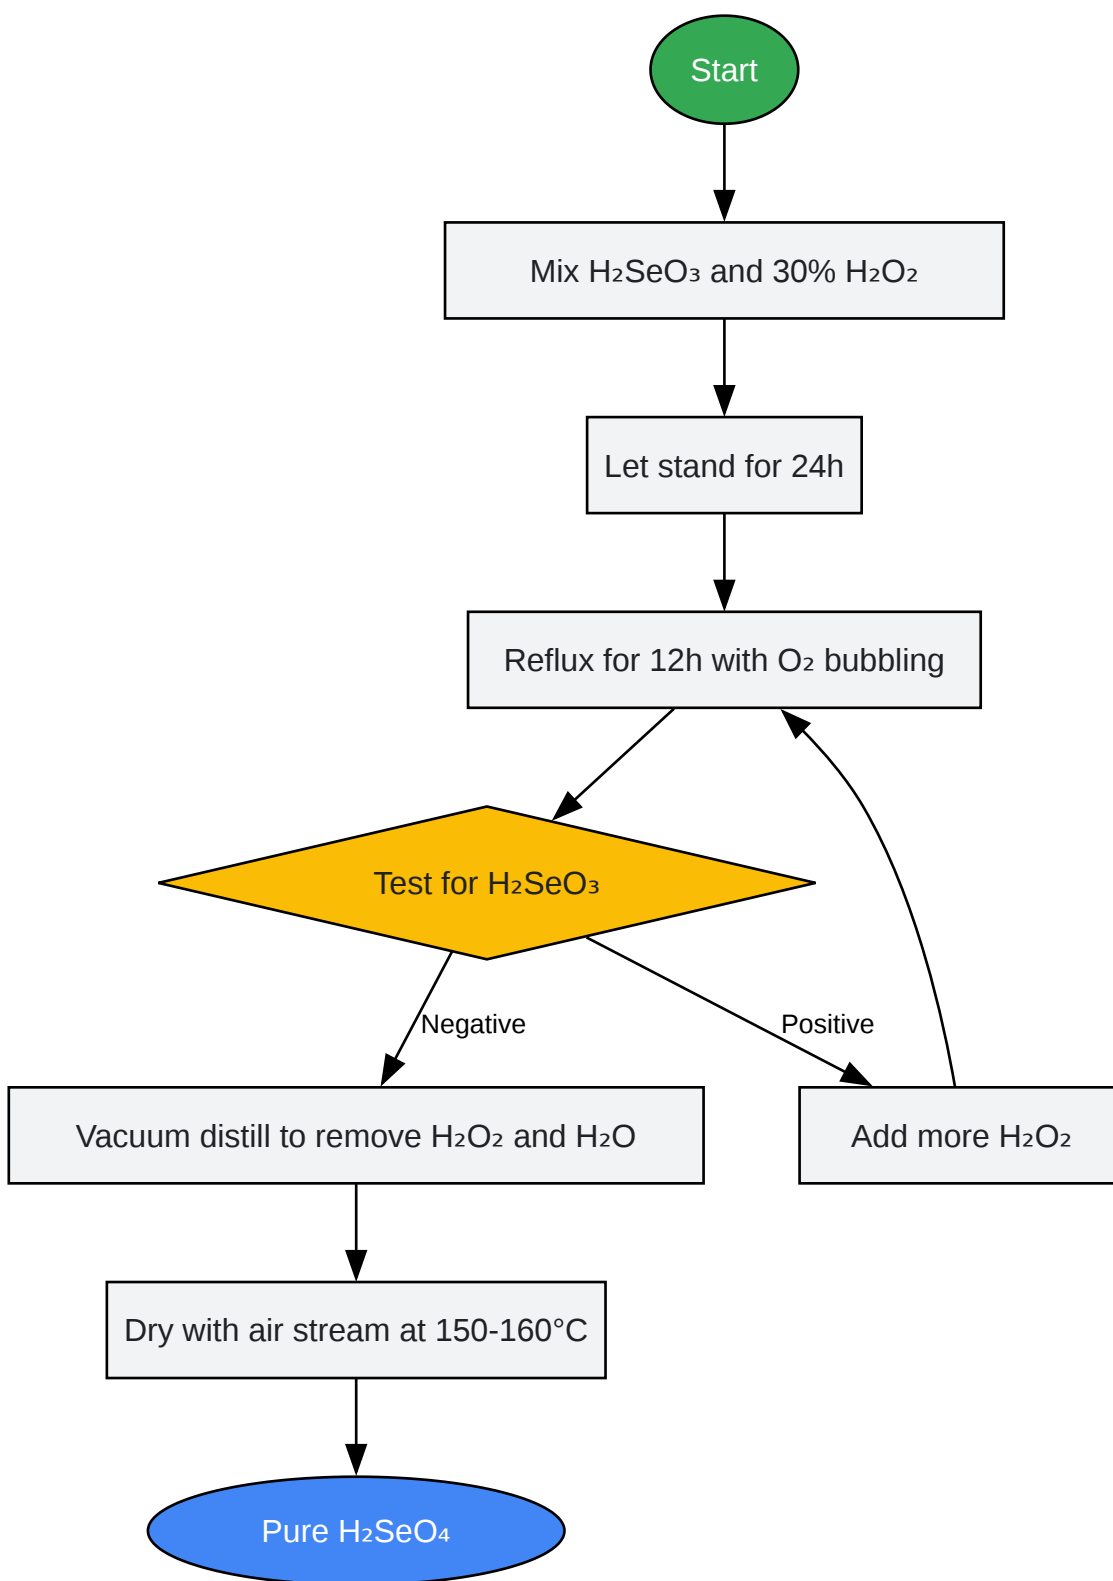 Start
Mix H₂SeO₃ and 30% H₂O₂
Let stand for 24h
Reflux for 12h with O₂ bubbling
Test for H₂SeO₃
Negative
Positive
Vacuum distill to remove H₂O₂ and H₂O
Add more H₂O₂
Dry with air stream at 150-160°C
Pure H₂SeO₄